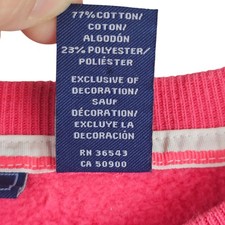 77% COTTON/
COTON/
ALGODÓN
23% POLYESTER/
POLIÉSTER
EXCLUSIVE OF
DECORATION/
SAUF
DÉCORATION/
EXCLUYE LA
DECORACIÓN
RN 36543
CA 50900